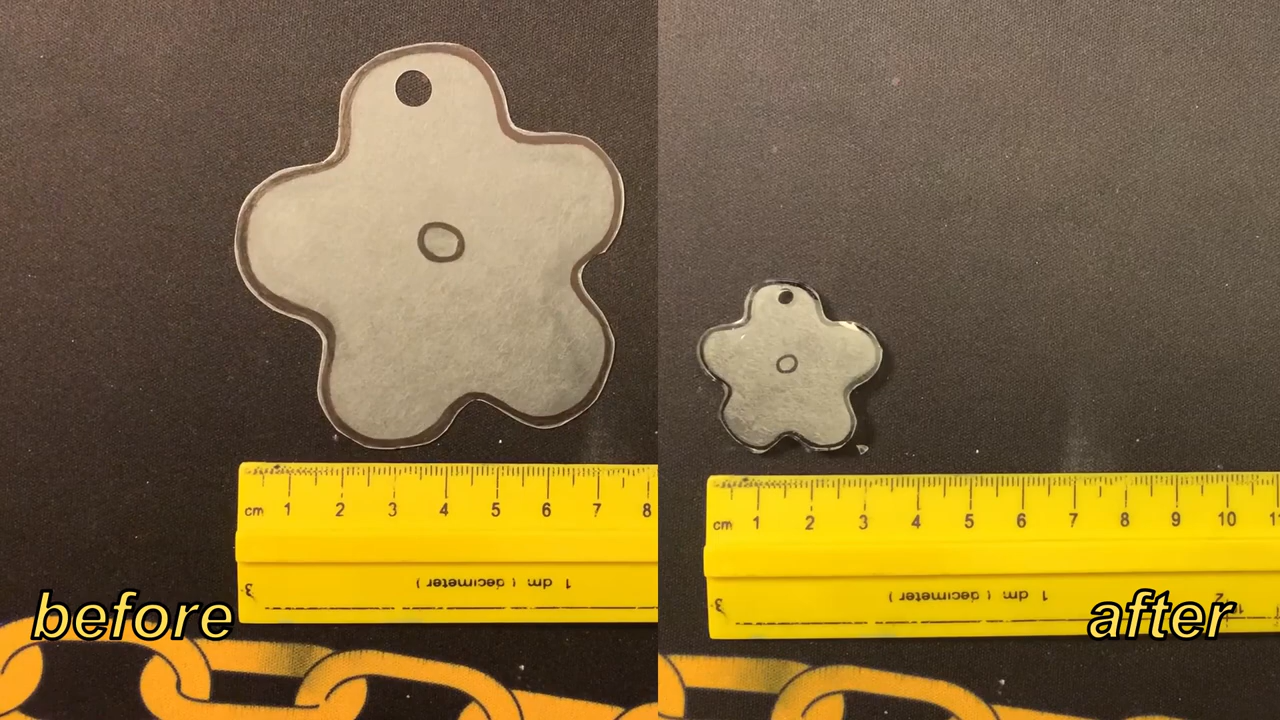 cm 1 2 3 4 5 6 7 8
1 dm ( decimeter )
3
before
cm 1 2 3 4 5 6 7 8 9 10
1 dm ( decimeter )
3
after